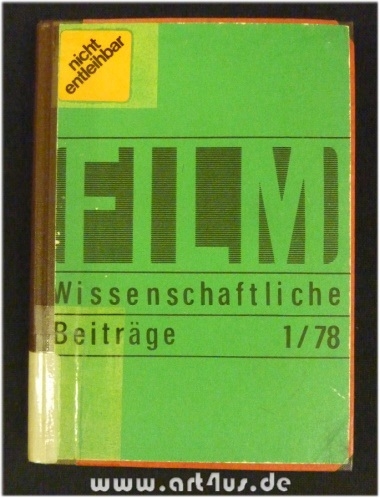 nicht
entleihbar
FILM
Wissenschaftliche
Beiträge 1/78
www.art4us.de